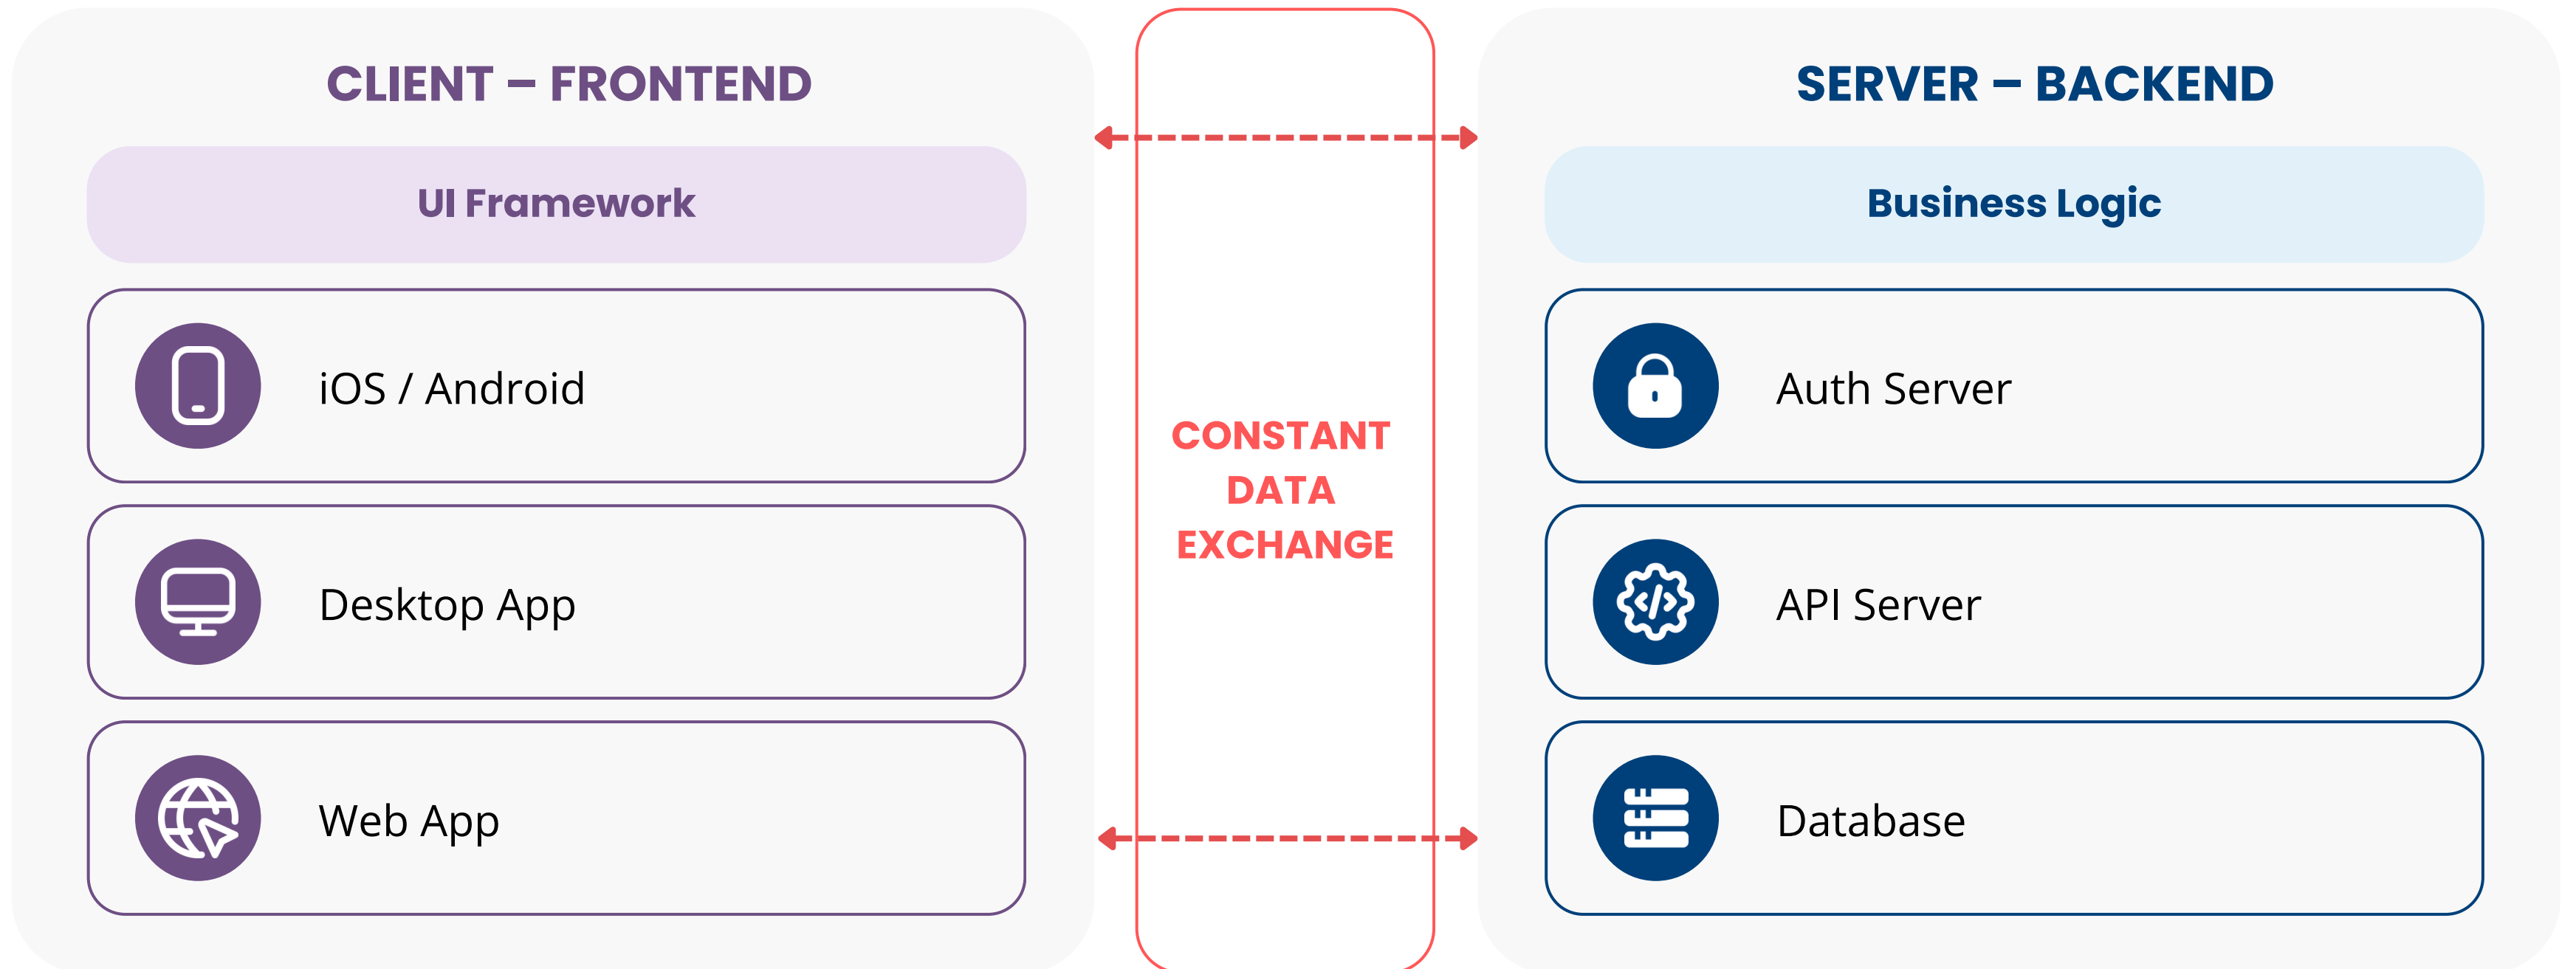 CLIENT – FRONTEND
UI Framework
iOS / Android
Desktop App
Web App
CONSTANT
DATA
EXCHANGE
SERVER – BACKEND
Business Logic
Auth Server
API Server
Database